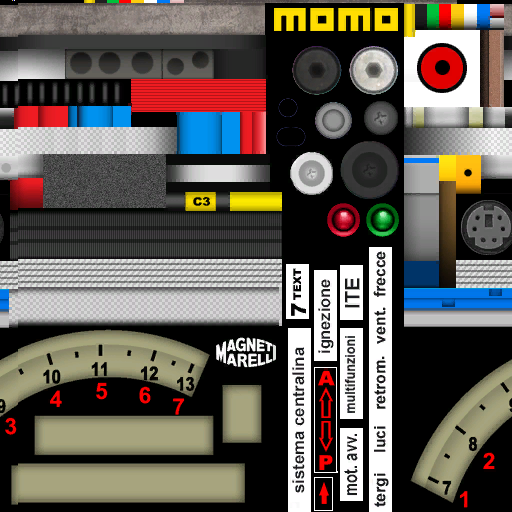 momo
C3
7 TEXT
ignezione
ITE
sistema centralina
A
P
multifunzioni
mot. avv.
tergi luci retrom. vent. frecce
MAGNETI
MARELLI
9 10 11 12 13
3 4 5 6 7
7 8
1 2